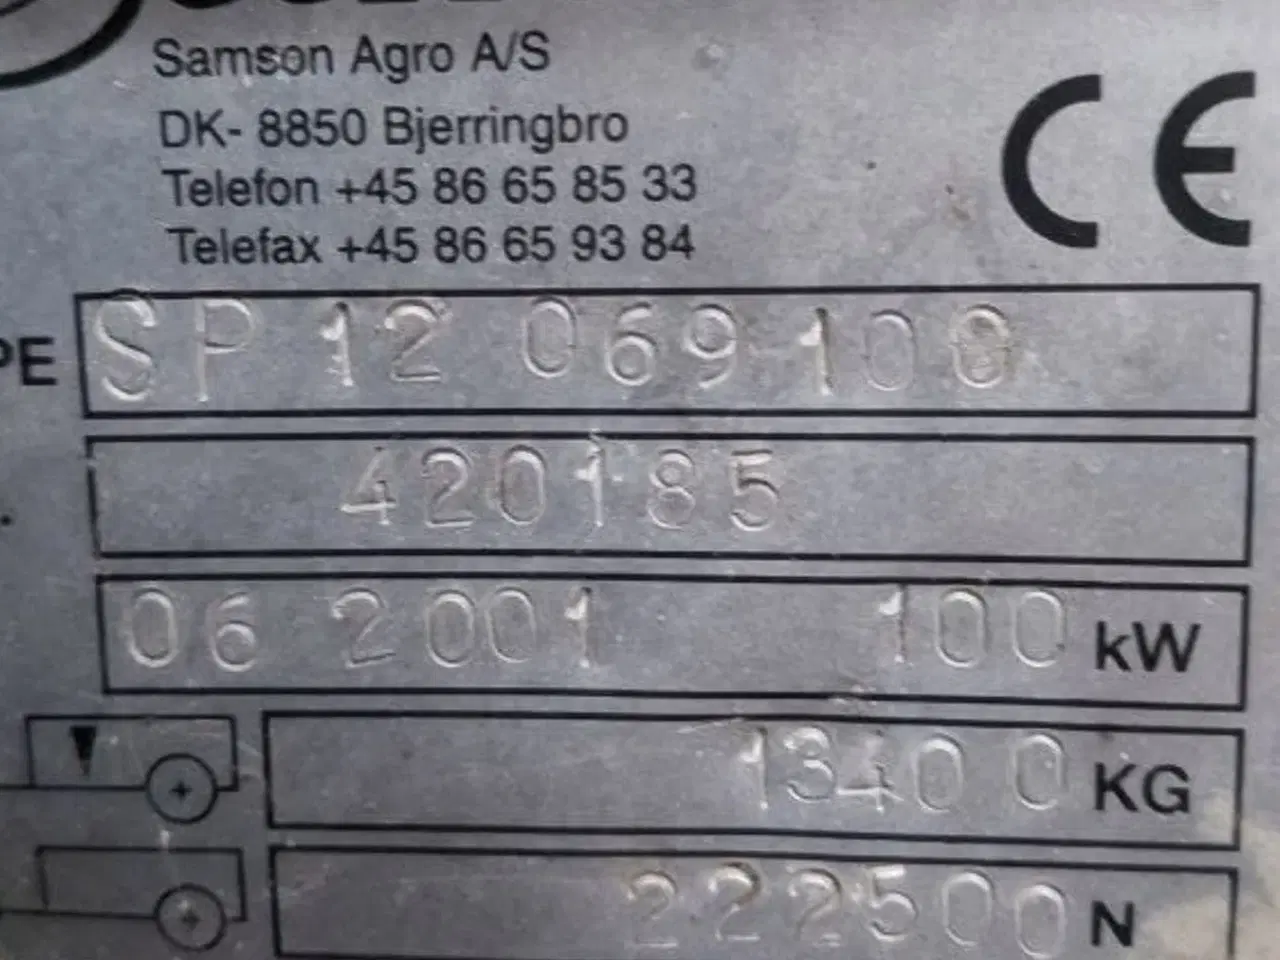 Samson Agro A/S
DK- 8850 Bjerringbro
Telefon +45 86 65 85 33
Telefax +45 86 65 93 84
CE
PE SP 12 069 100
420185
06 2001 100 kW
13400 KG
222500 N